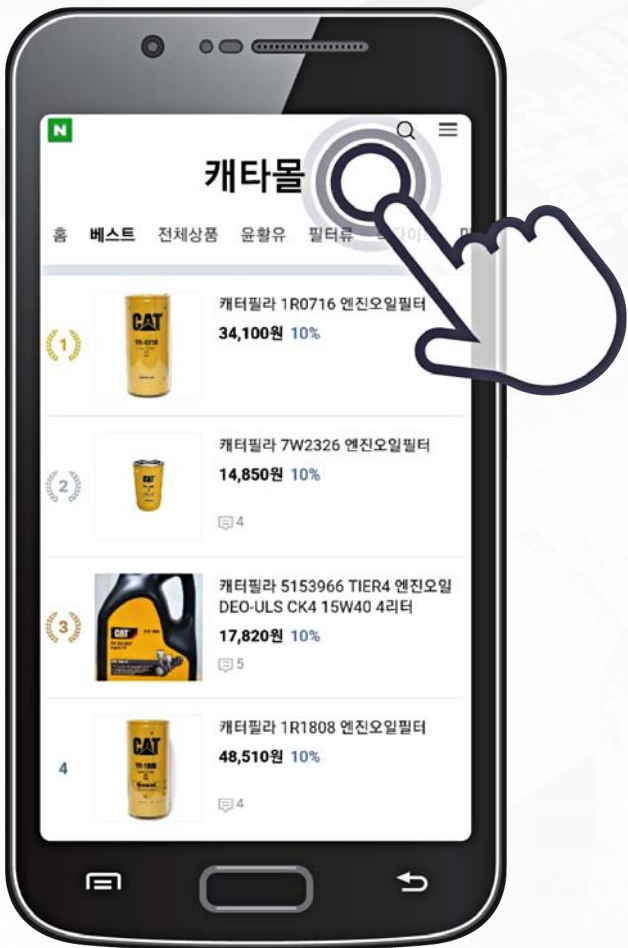 N
캐타몰
홈 베스트 전체상품 윤활유 필터류
1
캐터필라 1R0716 엔진오일필터
34,100원 10%
CAT
1R-0716
2
캐터필라 7W2326 엔진오일필터
14,850원 10%
4
CAT
3
캐터필라 5153966 TIER4 엔진오일
DEO-ULS CK4 15W40 4리터
17,820원 10%
5
CAT
4
캐터필라 1R1808 엔진오일필터
48,510원 10%
4
CAT
1R-1808